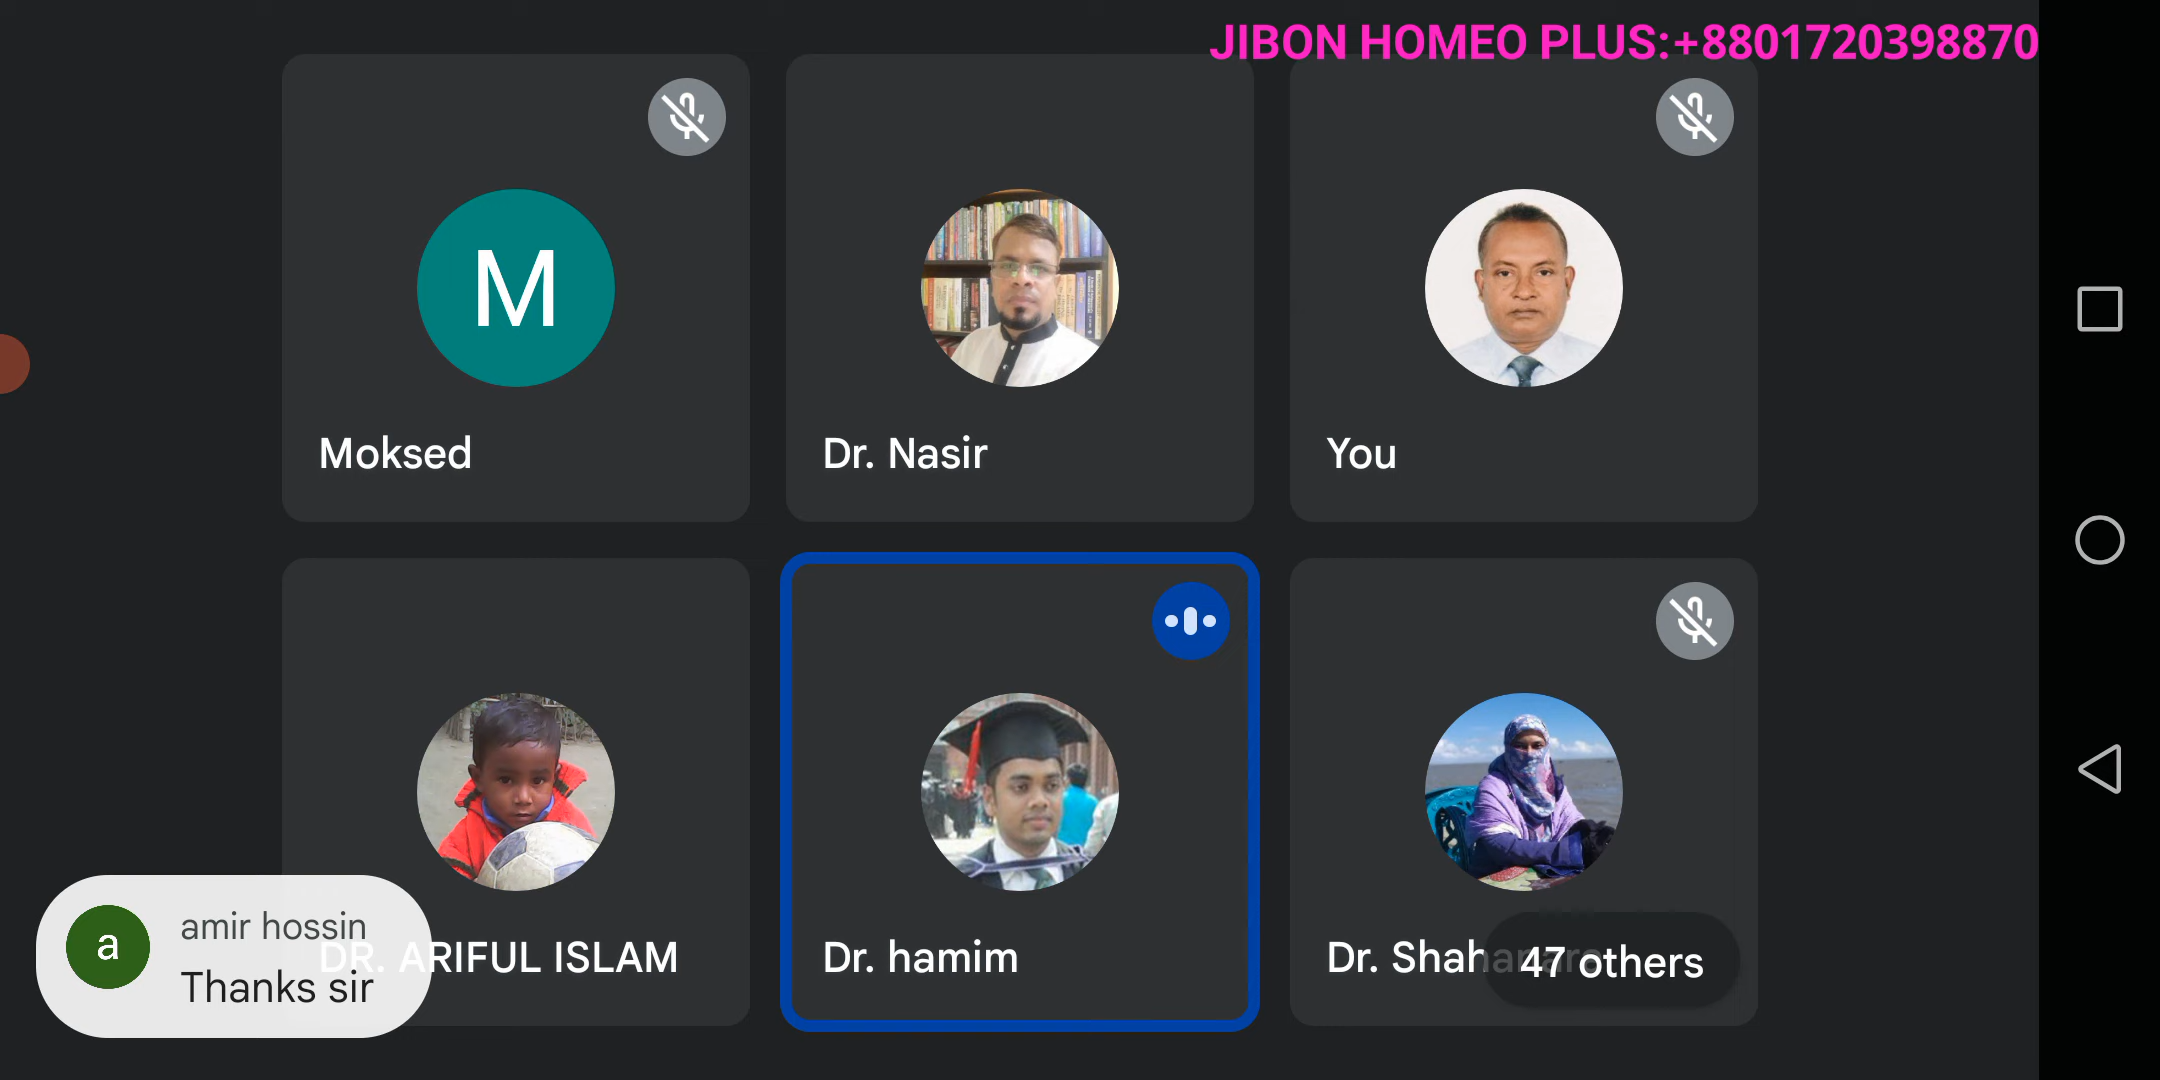 JIBON HOMEO PLUS:+8801720398870
M
Moksed
Dr. Nasir
You
DR. ARIFUL ISLAM
Dr. hamim
Dr. Shahanara
47 others
a
amir hossin
Thanks sir